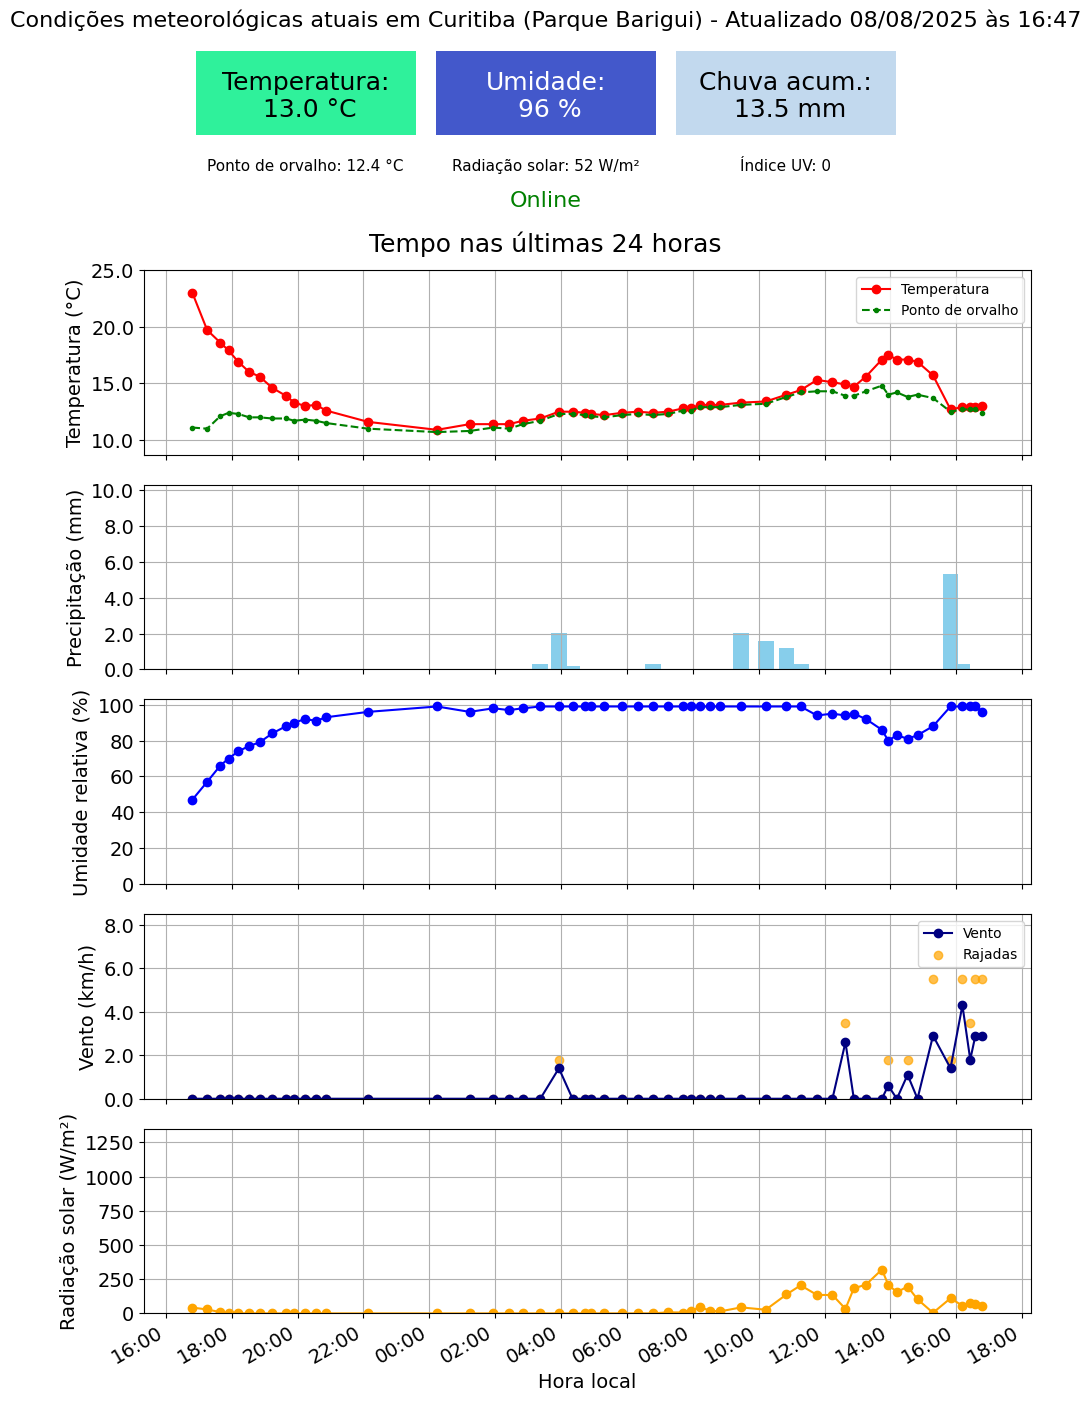 Condições meteorológicas atuais em Curitiba (Parque Barigui) - Atualizado 08/08/2025 às 16:47
Temperatura:
13.0 °C
Umidade:
96 %
Chuva acum.:
13.5 mm
Ponto de orvalho: 12.4 °C
Radiação solar: 52 W/m²
Índice UV: 0
Online
Tempo nas últimas 24 horas
Temperatura (°C)
25.0
20.0
15.0
10.0
Temperatura
Ponto de orvalho
Precipitação (mm)
10.0
8.0
6.0
4.0
2.0
0.0
Umidade relativa (%)
100
80
60
40
20
0
Vento (km/h)
8.0
6.0
4.0
2.0
0.0
Vento
Rajadas
Radiação solar (W/m²)
1250
1000
750
500
250
0
16:00
18:00
20:00
22:00
00:00
02:00
04:00
06:00
08:00
10:00
12:00
14:00
16:00
18:00
Hora local